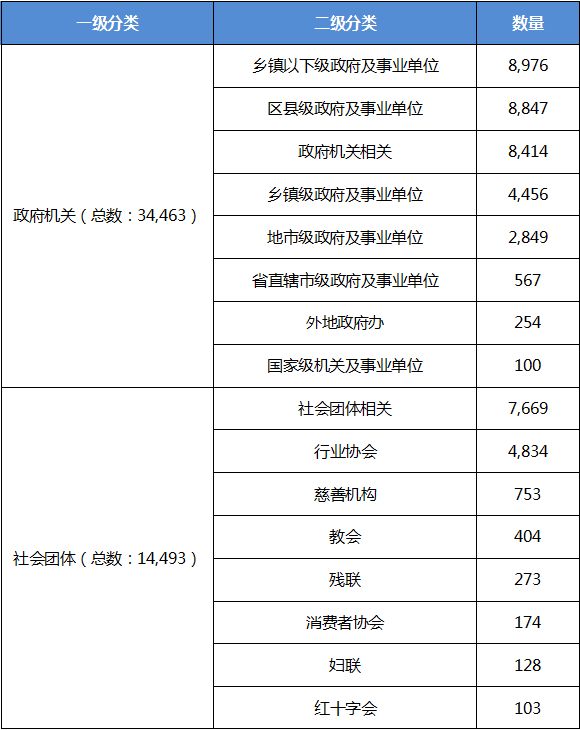 一级分类 二级分类 数量
乡镇以下级政府及事业单位 8,976
区县级政府及事业单位 8,847
政府机关相关 8,414
乡镇级政府及事业单位 4,456
政府机关（总数：34,463）
地市级政府及事业单位 2,849
省直辖市级政府及事业单位 567
外地政府办 254
国家级机关及事业单位 100
社会团体相关 7,669
行业协会 4,834
慈善机构 753
教会 404
社会团体（总数：14,493）
残联 273
消费者协会 174
妇联 128
红十字会 103